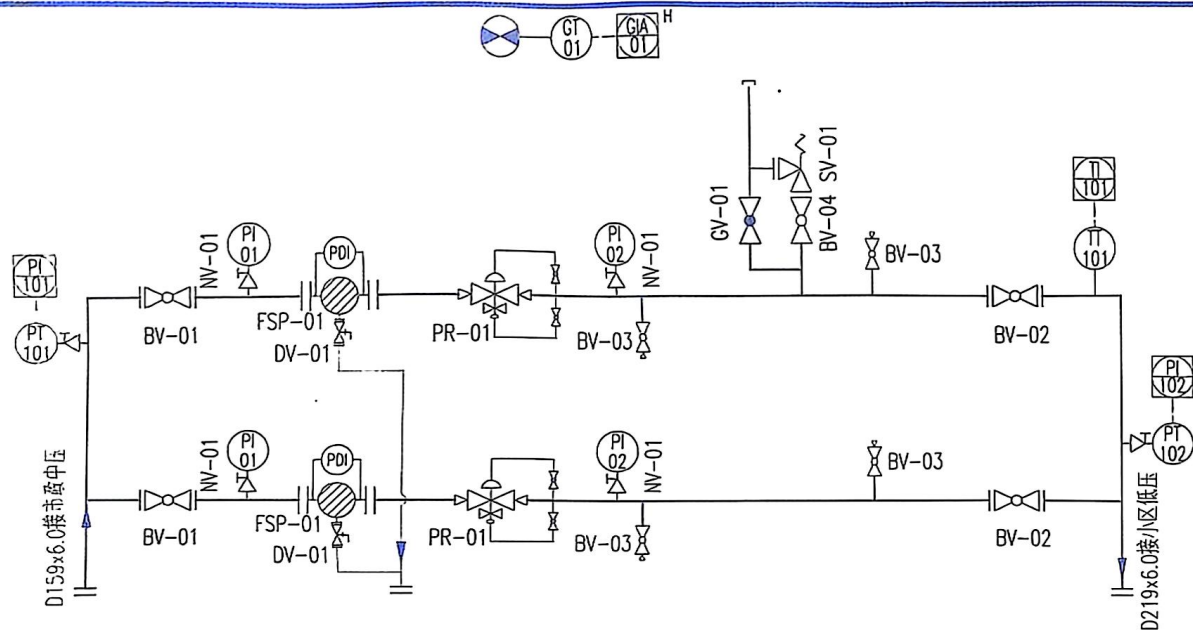 GT
01
GIA
01
H
GV-01
BV-04
SV-01
TI
101
PI
101
PT
101
NV-01
PI
01
PDI
PI
02
NV-01
BV-03
TT
101
BV-01
FSP-01
DV-01
PR-01
BV-03
BV-02
PI
102
PT
102
NV-01
PI
01
PDI
PI
02
NV-01
BV-03
BV-01
FSP-01
DV-01
PR-01
BV-03
BV-02
D159x6.0接市政中压
D219x6.0接小区低压